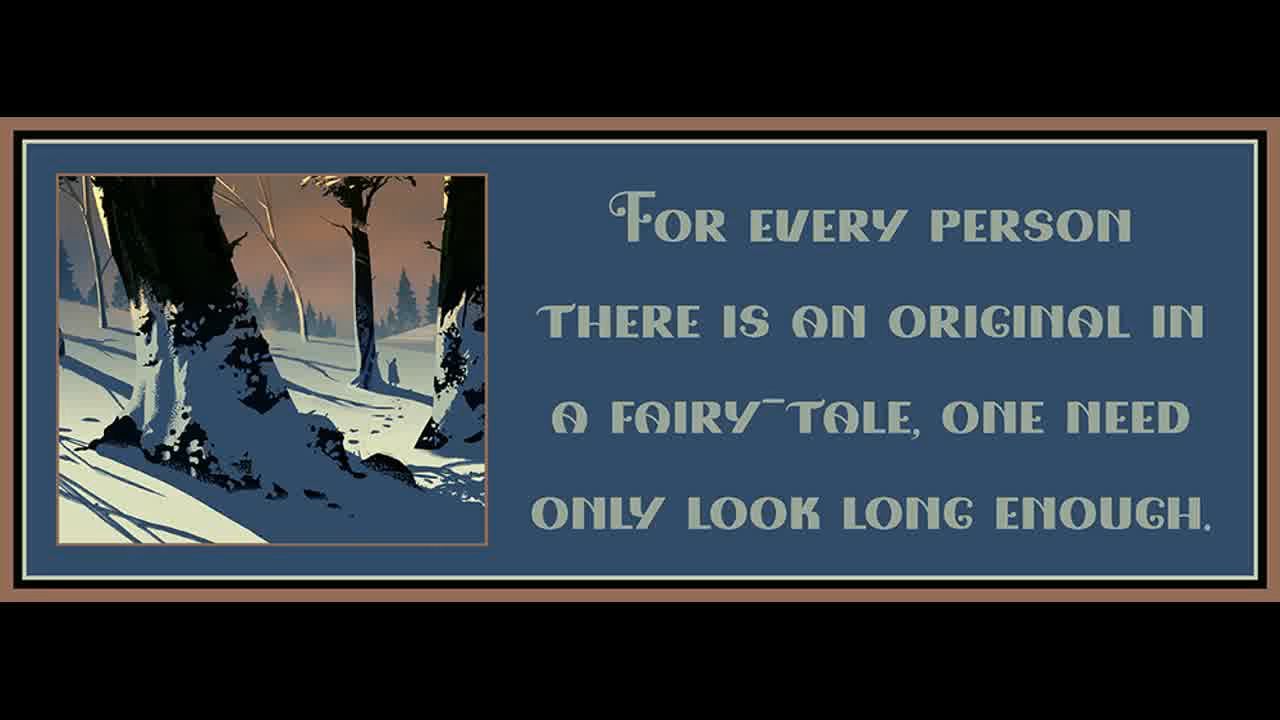 For every person
there is an original in
a fairy-tale, one need
only look long enough.